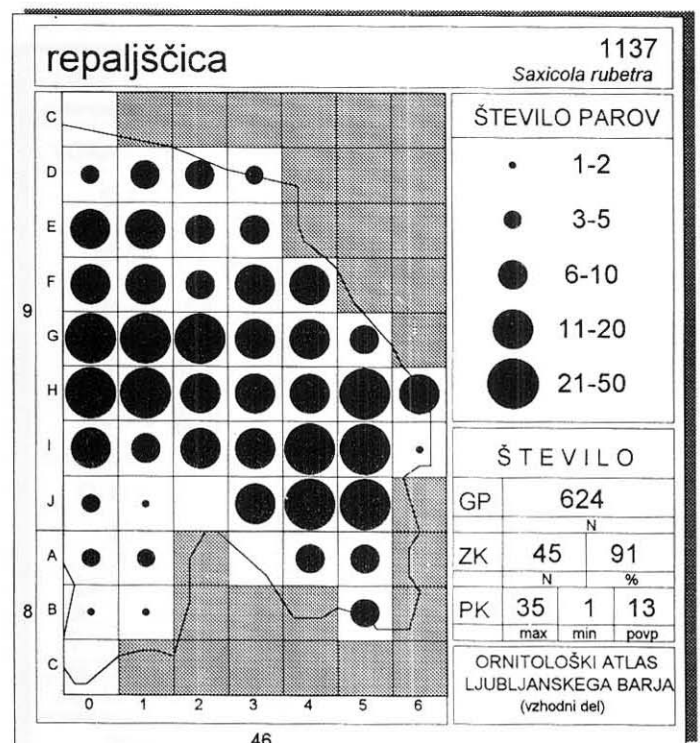 repaljščica
1137
Saxicola rubetra
C
D
E
F
G
H
I
J
A
B
C
9
8
0 1 2 3 4 5 6
46
ŠTEVILO PAROV
1-2
3-5
6-10
11-20
21-50
ŠTEVILO
GP 624
N
ZK 45 91
N %
PK 35 1 13
max min povp
ORNITOLOŠKI ATLAS
LJUBLJANSKEGA BARJA
(vzhodni del)